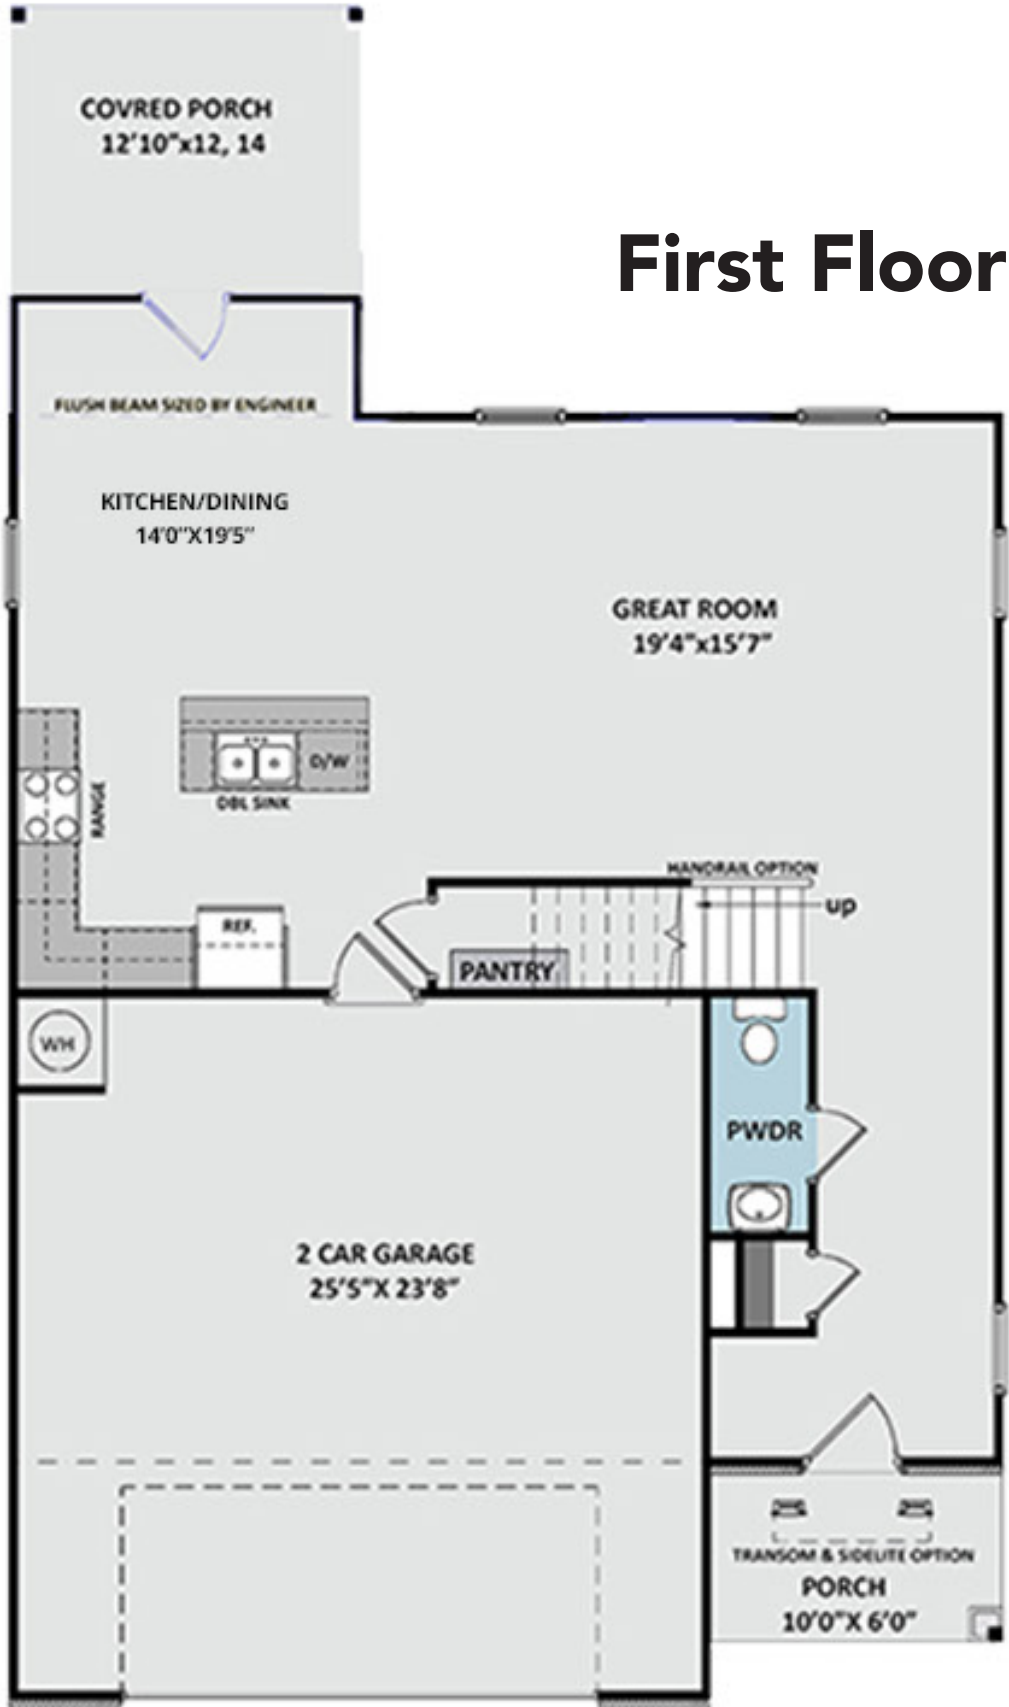 COVRED PORCH
12'10"x12, 14
First Floor
FLUSH BEAM SIZED BY ENGINEER
KITCHEN/DINING
14'0"X19'5"
GREAT ROOM
19'4"x15'7"
D/W
DBL SINK
RANGE
HANDRAIL OPTION
up
REF.
PANTRY
WH
PWDR
2 CAR GARAGE
25'5"X 23'8"
TRANSOM & SIDELITE OPTION
PORCH
10'0"X 6'0"